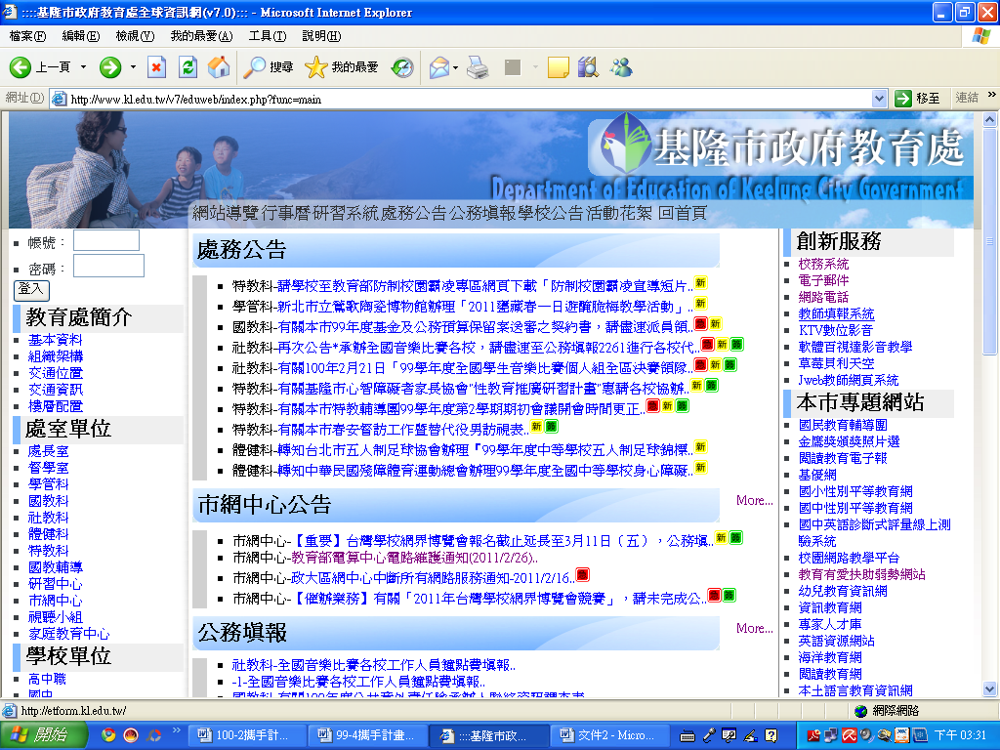 ::::基隆市政府教育處全球資訊網(v7.0)::: - Microsoft Internet Explorer
檔案(F) 編輯(E) 檢視(V) 我的最愛(A) 工具(T) 說明(H)
上一頁 搜尋 我的最愛
網址(D) http://www.kl.edu.tw/v7/eduweb/index.php?func=main 移至 連結 »
基隆市政府教育處
Department of Education of Keelung City Government
網站導覽 行事曆 研習系統 處務公告 公務填報 學校公告 活動花絮 回首頁
帳號：
密碼：
登入
教育處簡介
基本資料
組織架構
交通位置
交通資訊
樓層配置
處室單位
處長室
督學室
學管科
國教科
社教科
體健科
特教科
國教輔導
研習中心
市網中心
視聽小組
家庭教育中心
學校單位
高中職
國中
處務公告
特教科-請學校至教育部防制校園霸凌專區網頁下載「防制校園霸凌宣導短片.. 新
學管科-新北市立鶯歌陶瓷博物館辦理「2011甕藏春一日遊釀脆梅教學活動」.. 新
國教科-有關本市99年度基金及公務預算保留案送審之契約書，請儘速派員領.. 急 新
社教科-再次公告*承辦全國音樂比賽各校，請儘速至公務填報2261進行各校代.. 急 新 簽
社教科-有關100年2月21日「99學年度全國學生音樂比賽個人組全區決賽領隊.. 急 新 簽
特教科-有關基隆市心智障礙者家長協會"性教育推廣研習計畫"惠請各校協辦.. 新 簽
特教科-有關本市特教輔導團99學年度第2學期期初會議開會時間更正.. 急 新 簽
特教科-有關本市春安督訪工作暨替代役男訪視表.. 新 簽
體健科-轉知台北市五人制足球協會辦理『99學年度中等學校五人制足球錦標.. 新
體健科-轉知中華民國殘障體育運動總會辦理99學年度全國中等學校身心障礙.. 新
市網中心公告 More...
市網中心-【重要】台灣學校網界博覽會報名截止延長至3月11日（五），公務填.. 新 簽
市網中心-教育部電算中心電路維護通知(2011/2/26)..
市網中心-政大區網中心中斷所有網路服務通知-2011/2/16.. 急
市網中心-【催辦業務】有關「2011年台灣學校網界博覽會競賽」，請未完成公.. 急 簽
公務填報 More...
社教科-全國音樂比賽各校工作人員鐘點費填報..
-1-全國音樂比賽各校工作人員鐘點費填報..
創新服務
校務系統
電子郵件
網路電話
教師填報系統
KTV數位影音
軟體百視達影音教學
草莓貝利天空
Jweb教師網頁系統
本市專題網站
國民教育輔導團
金鷹獎頒獎照片選
閱讀教育電子報
基優網
國小性別平等教育網
國中性別平等教育網
國中英語診斷式評量線上測
驗系統
校園網路教學平台
教育有愛扶助弱勢網站
幼兒教育資訊網
資訊教育網
專家人才庫
英語資源網站
海洋教育網
閱讀教育網
本土語言教育資訊網
http://etform.kl.edu.tw/ 網際網路
開始 » 100-2攜手計... 99-4攜手計畫... ::::基隆市政... 文件2 - Micro... 下午 03:31